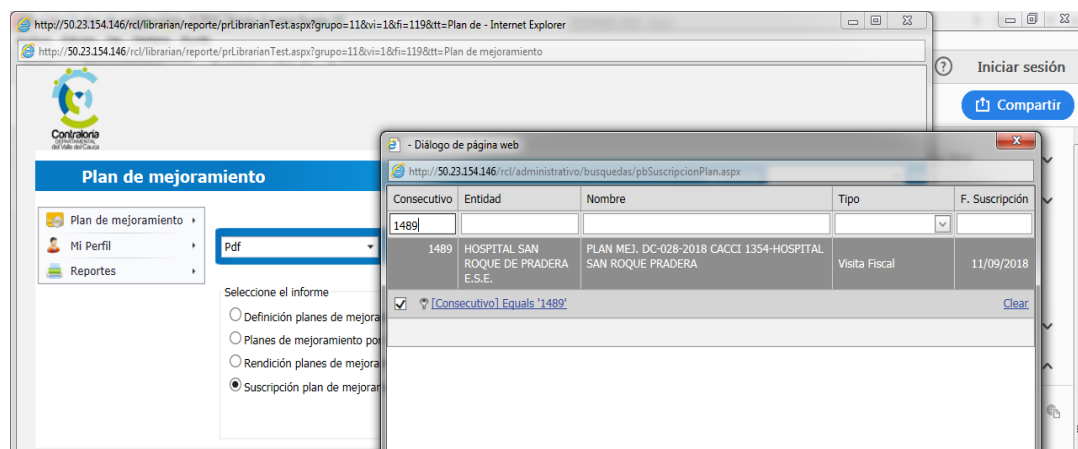 http://50.23.154.146/rcl/librarian/reporte/prLibrarianTest.aspx?grupo=11&vi=1&fi=119&tt=Plan de - Internet Explorer
http://50.23.154.146/rcl/librarian/reporte/prLibrarianTest.aspx?grupo=11&vi=1&fi=119&tt=Plan de mejoramiento
Iniciar sesión
Compartir
Contraloría
DEPARTAMENTAL
del Valle del Cauca
Plan de mejoramiento
Plan de mejoramiento
Mi Perfil
Reportes
Pdf
Seleccione el informe
Definición planes de mejora
Planes de mejoramiento por
Rendición planes de mejora
Suscripción plan de mejorar
- Diálogo de página web
http://50.23.154.146/rcl/administrativo/busquedas/pbSuscripcionPlan.aspx
Consecutivo Entidad Nombre Tipo F. Suscripción
1489
1489 HOSPITAL SAN ROQUE DE PRADERA E.S.E. PLAN MEJ. DC-028-2018 CACCI 1354-HOSPITAL SAN ROQUE PRADERA Visita Fiscal 11/09/2018
[Consecutivo] Equals '1489' Clear